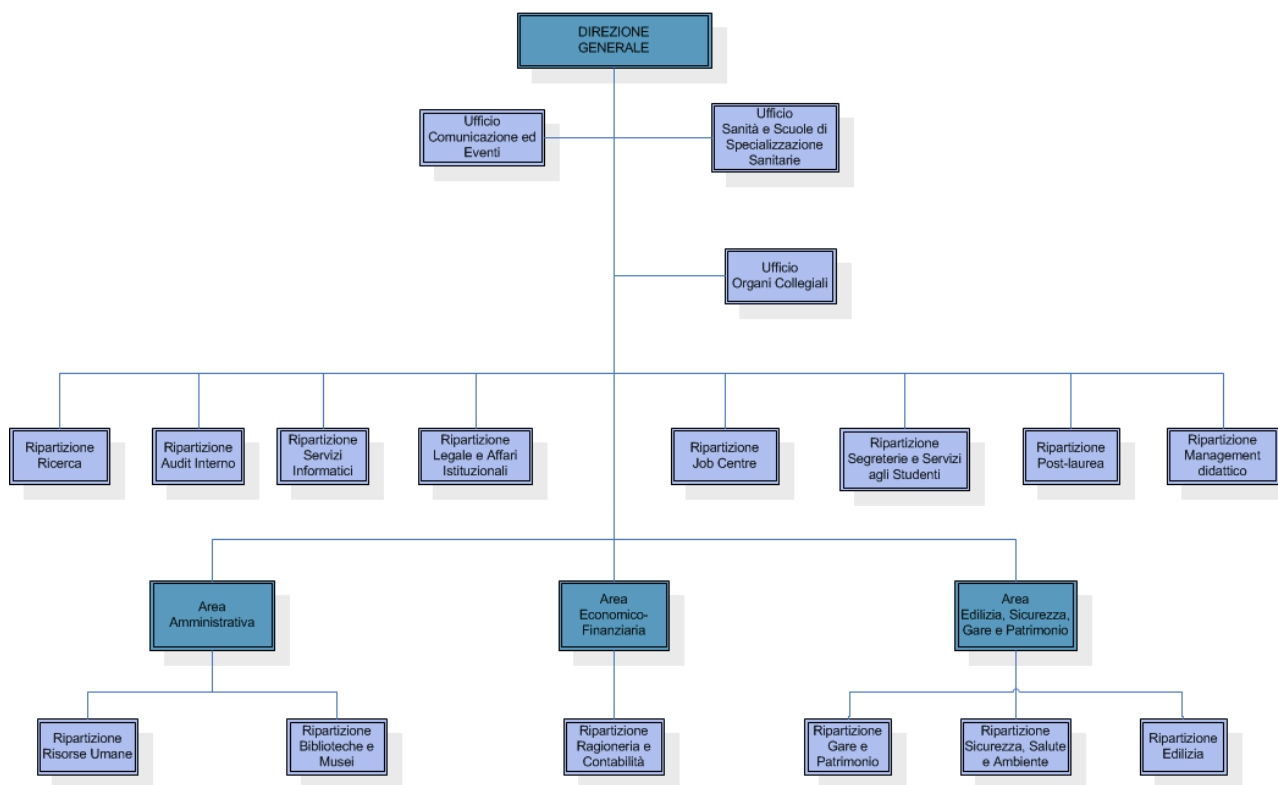 DIREZIONE
GENERALE
Ufficio
Comunicazione ed
Eventi
Ufficio
Sanità e Scuole di
Specializzazione
Sanitarie
Ufficio
Organi Collegiali
Ripartizione
Ricerca
Ripartizione
Audit Interno
Ripartizione
Servizi
Informatici
Ripartizione
Legale e Affari
Istituzionali
Ripartizione
Job Centre
Ripartizione
Segreterie e Servizi
agli Studenti
Ripartizione
Post-laurea
Ripartizione
Management
didattico
Area
Amministrativa
Area
Economico-
Finanziaria
Area
Edilizia, Sicurezza,
Gare e Patrimonio
Ripartizione
Risorse Umane
Ripartizione
Biblioteche e
Musei
Ripartizione
Ragioneria e
Contabilità
Ripartizione
Gare e
Patrimonio
Ripartizione
Sicurezza, Salute
e Ambiente
Ripartizione
Edilizia